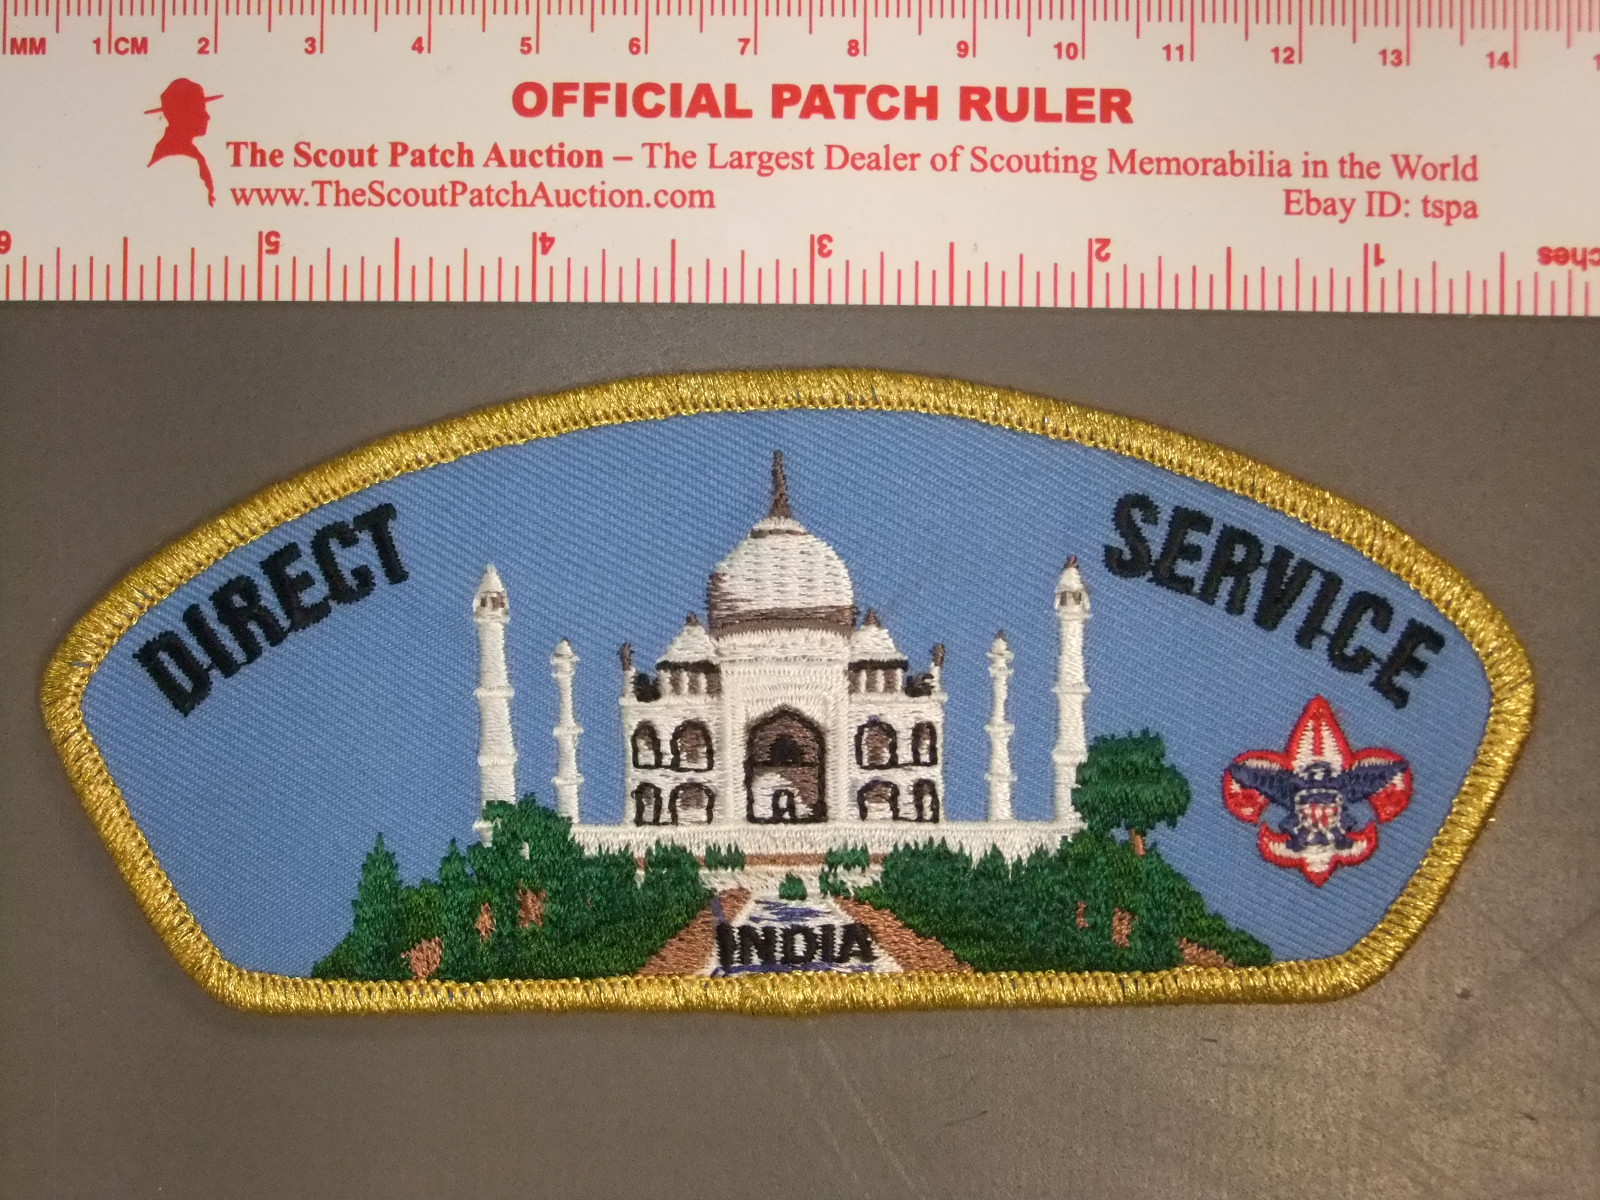 MM 1 CM 2 3 4 5 6 7 8 9 10 11 12 13 14
OFFICIAL PATCH RULER
The Scout Patch Auction – The Largest Dealer of Scouting Memorabilia in the World
www.TheScoutPatchAuction.com Ebay ID: tspa
6 5 4 3 2 1 ches
DIRECT SERVICE
INDIA